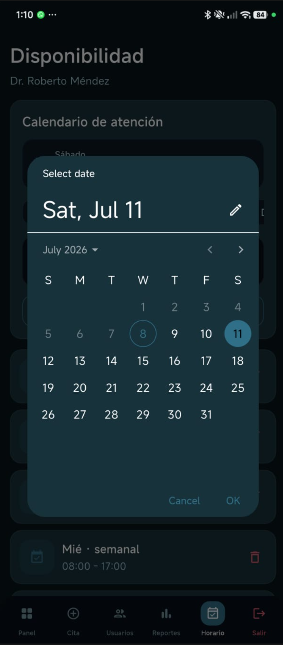 1:10
84
Disponibilidad
Dr. Roberto Méndez
Calendario de atención
Sábado
Select date
Sat, Jul 11
July 2026
S M T W T F S
1 2 3 4
5 6 7 8 9 10 11
12 13 14 15 16 17 18
19 20 21 22 23 24 25
26 27 28 29 30 31
Cancel OK
Mié · semanal
08:00 - 17:00
Panel Cita Usuarios Reportes Horario Salir